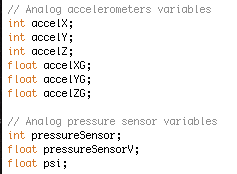 // Analog accelerometers variables
int accelX;
int accelY;
int accelZ;
float accelXG;
float accelYG;
float accelZG;

// Analog pressure sensor variables
int pressureSensor;
float pressureSensorV;
float psi;